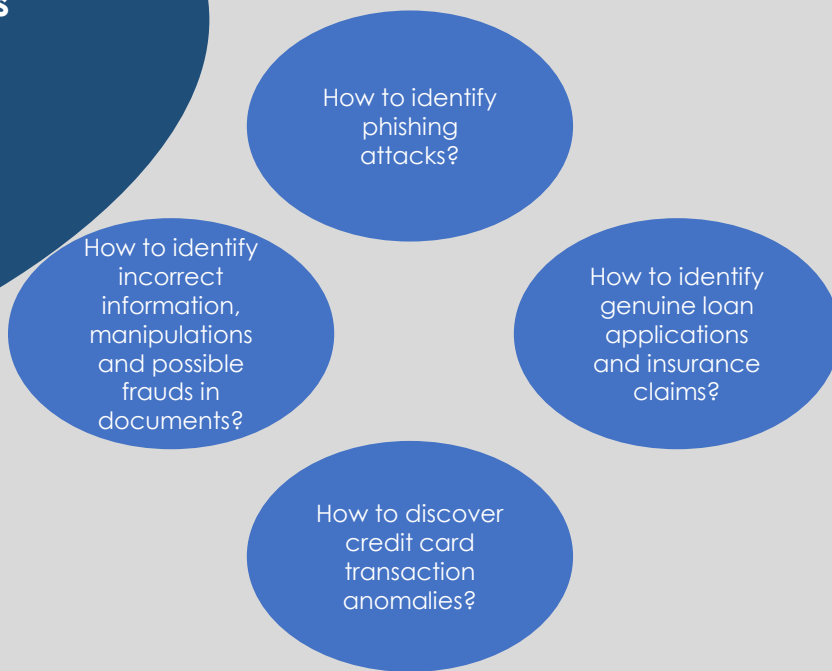 How to identify
phishing
attacks?
How to identify
incorrect
information,
manipulations
and possible
frauds in
documents?
How to identify
genuine loan
applications
and insurance
claims?
How to discover
credit card
transaction
anomalies?